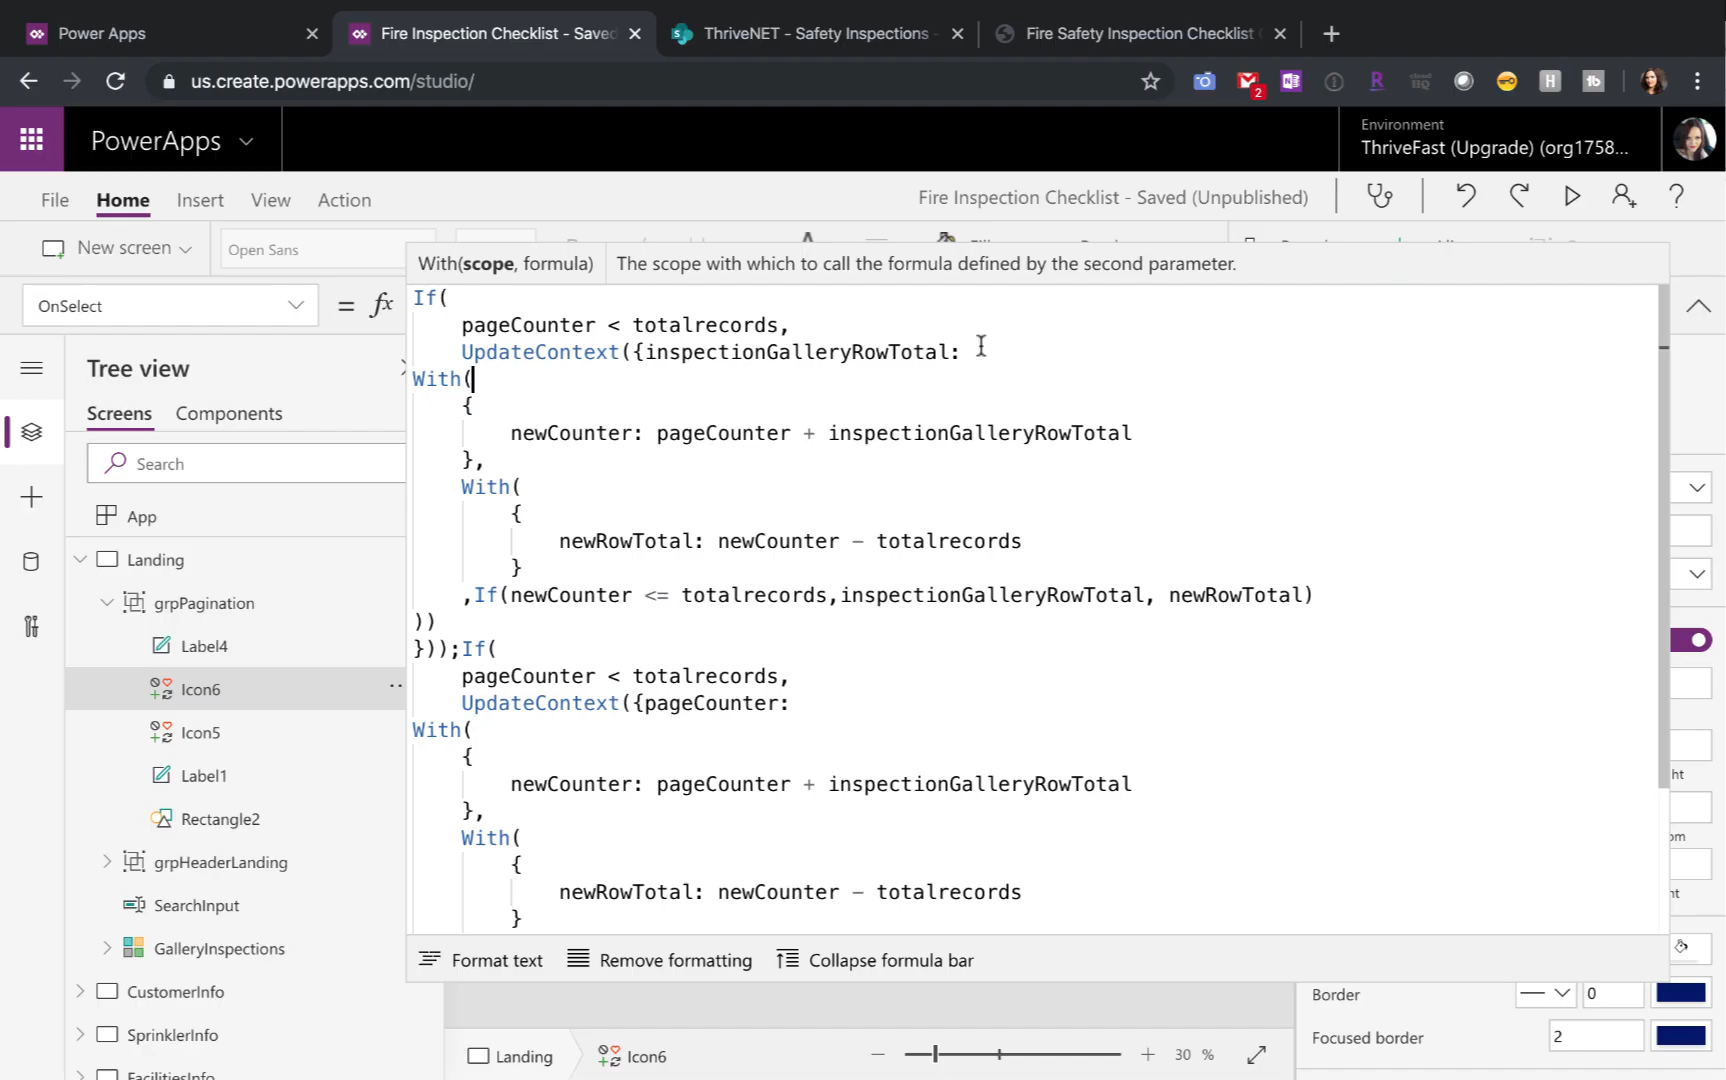 Power Apps
Fire Inspection Checklist - Saved
ThriveNET - Safety Inspections -
Fire Safety Inspection Checklist
us.create.powerapps.com/studio/
2
PowerApps
Environment
ThriveFast (Upgrade) (org1758...
File Home Insert View Action
Fire Inspection Checklist - Saved (Unpublished)
New screen
Open Sans
With(scope, formula) The scope with which to call the formula defined by the second parameter.
OnSelect = fx
If(
pageCounter < totalrecords,
UpdateContext({inspectionGalleryRowTotal:
With(
{
newCounter: pageCounter + inspectionGalleryRowTotal
},
With(
{
newRowTotal: newCounter - totalrecords
}
,If(newCounter <= totalrecords,inspectionGalleryRowTotal, newRowTotal)
))
}));If(
pageCounter < totalrecords,
UpdateContext({pageCounter:
With(
{
newCounter: pageCounter + inspectionGalleryRowTotal
},
With(
{
newRowTotal: newCounter - totalrecords
}
Format text Remove formatting Collapse formula bar
Tree view
Screens Components
Search
App
Landing
grpPagination
Label4
Icon6
Icon5
Label1
Rectangle2
grpHeaderLanding
SearchInput
GalleryInspections
CustomerInfo
SprinklerInfo
FacilitiesInfo
ht
om
nt
Border 0
Focused border 2
Landing Icon6 30 %